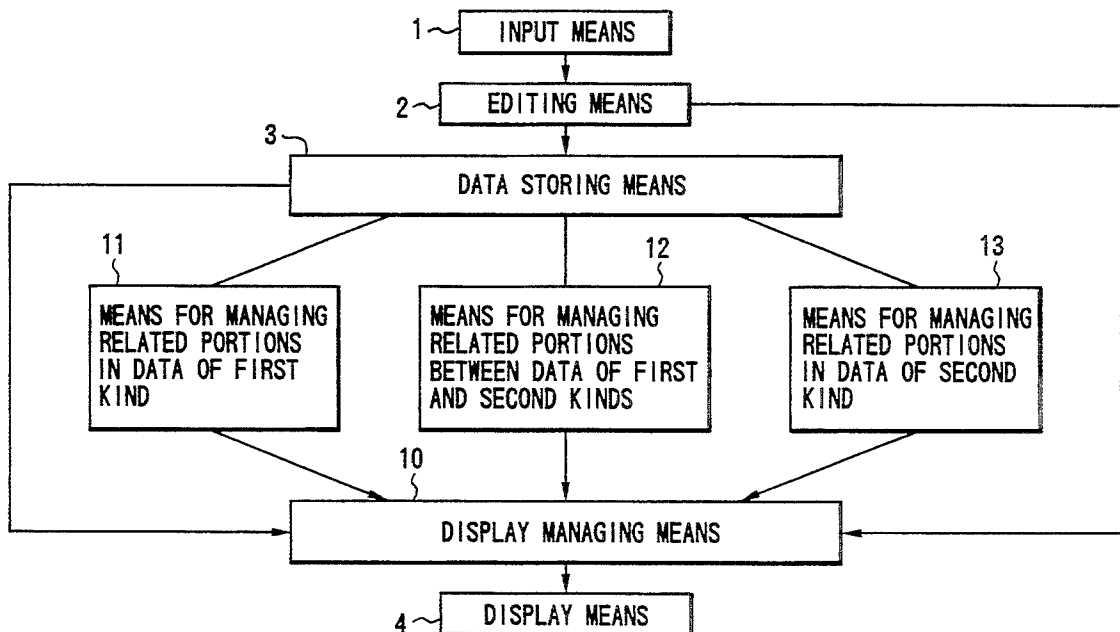 1
INPUT MEANS
2
EDITING MEANS
3
DATA STORING MEANS
11
MEANS FOR MANAGING
RELATED PORTIONS
IN DATA OF FIRST
KIND
12
MEANS FOR MANAGING
RELATED PORTIONS
BETWEEN DATA OF FIRST
AND SECOND KINDS
13
MEANS FOR MANAGING
RELATED PORTIONS
IN DATA OF SECOND
KIND
10
DISPLAY MANAGING MEANS
4
DISPLAY MEANS